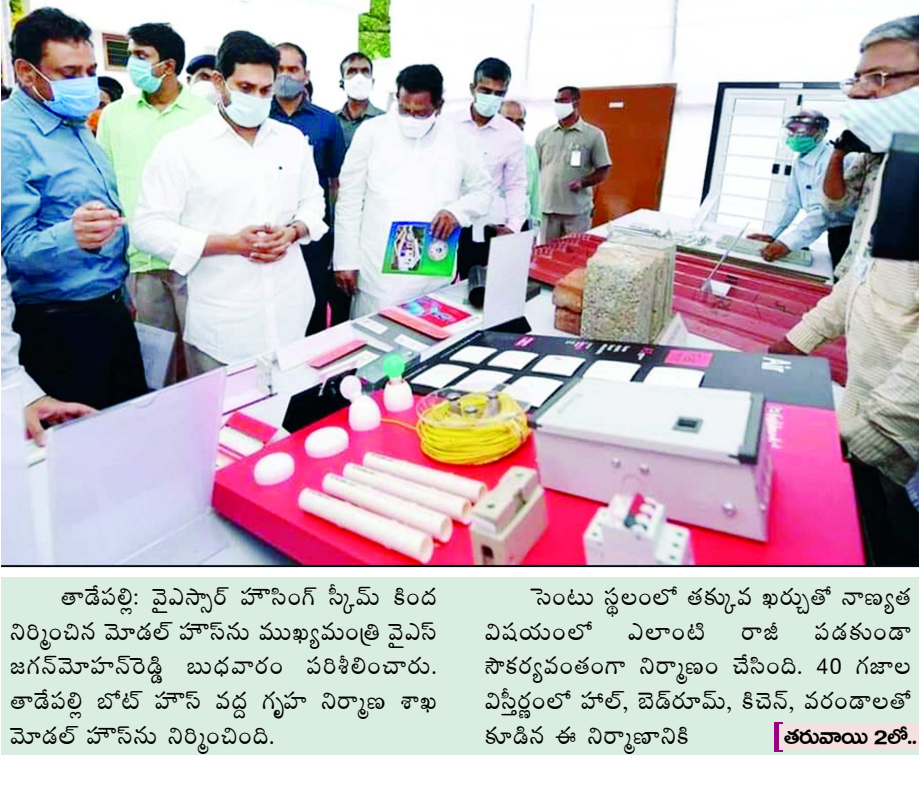 తాడేపల్లి: వైఎస్సార్ హౌసింగ్ స్కీమ్ కింద
నిర్మించిన మోడల్ హౌస్‌ను ముఖ్యమంత్రి వైఎస్
జగన్‌మోహన్‌రెడ్డి బుధవారం పరిశీలించారు.
తాడేపల్లి బోట్ హౌస్ వద్ద గృహ నిర్మాణ శాఖ
మోడల్ హౌస్‌ను నిర్మించింది.
సెంటు స్థలంలో తక్కువ ఖర్చుతో నాణ్యత
విషయంలో ఎలాంటి రాజీ పడకుండా
సౌకర్యవంతంగా నిర్మాణం చేసింది. 40 గజాల
విస్తీర్ణంలో హాల్, బెడ్‌రూమ్, కిచెన్, వరండాలతో
కూడిన ఈ నిర్మాణానికి
తరువాయి 2లో..